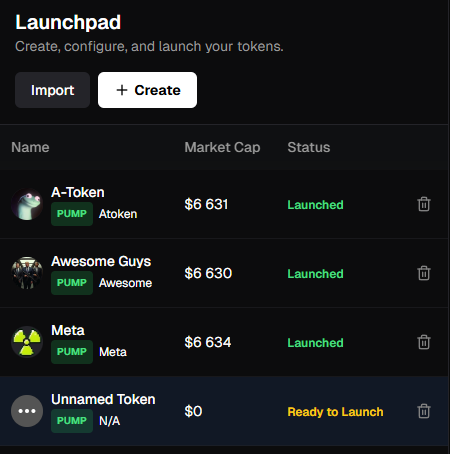 Launchpad
Create, configure, and launch your tokens.
Import + Create
Name Market Cap Status
A-Token
PUMP Atoken $6 631 Launched
Awesome Guys
PUMP Awesome $6 630 Launched
Meta
PUMP Meta $6 634 Launched
Unnamed Token
PUMP N/A $0 Ready to Launch